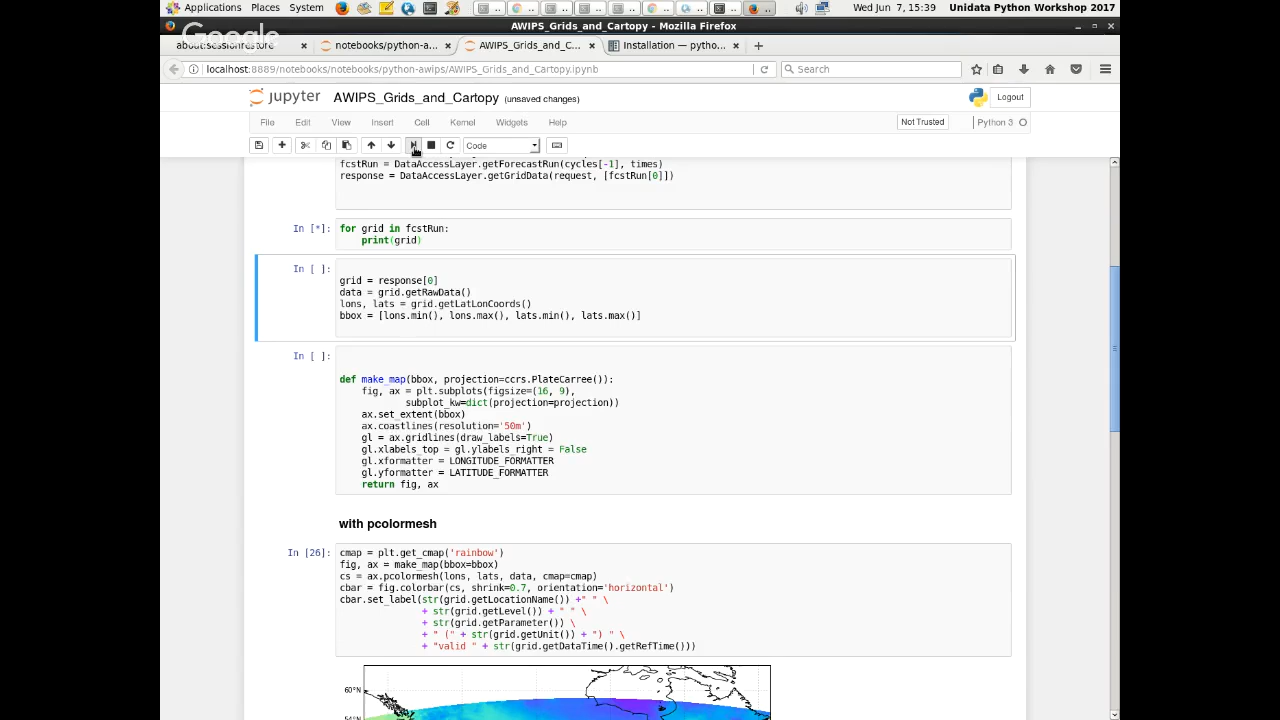 Applications Places System Wed Jun 7, 15:39 Unidata Python Workshop 2017
AWIPS_Grids_and_Cartopy - Mozilla Firefox
Google
about:sessionrestore × notebooks/python-a... × AWIPS_Grids_and_C... × Installation — pytho... ×
localhost:8889/notebooks/notebooks/python-awips/AWIPS_Grids_and_Cartopy.ipynb Search
jupyter AWIPS_Grids_and_Cartopy (unsaved changes) Logout
File Edit View Insert Cell Kernel Widgets Help Not Trusted Python 3
Code
fcstRun = DataAccessLayer.getForecastRun(cycles[-1], times)
response = DataAccessLayer.getGridData(request, [fcstRun[0]])
In [*]: for grid in fcstRun:
print(grid)
In [ ]:
grid = response[0]
data = grid.getRawData()
lons, lats = grid.getLatLonCoords()
bbox = [lons.min(), lons.max(), lats.min(), lats.max()]
In [ ]:
def make_map(bbox, projection=ccrs.PlateCarree()):
fig, ax = plt.subplots(figsize=(16, 9),
subplot_kw=dict(projection=projection))
ax.set_extent(bbox)
ax.coastlines(resolution='50m')
gl = ax.gridlines(draw_labels=True)
gl.xlabels_top = gl.ylabels_right = False
gl.xformatter = LONGITUDE_FORMATTER
gl.yformatter = LATITUDE_FORMATTER
return fig, ax
with pcolormesh
In [26]: cmap = plt.get_cmap('rainbow')
fig, ax = make_map(bbox=bbox)
cs = ax.pcolormesh(lons, lats, data, cmap=cmap)
cbar = fig.colorbar(cs, shrink=0.7, orientation='horizontal')
cbar.set_label(str(grid.getLocationName()) +" " \
+ str(grid.getLevel()) + " " \
+ str(grid.getParameter()) \
+ " (" + str(grid.getUnit()) + ") " \
+ "valid " + str(grid.getDataTime().getRefTime()))
60°N
54°N